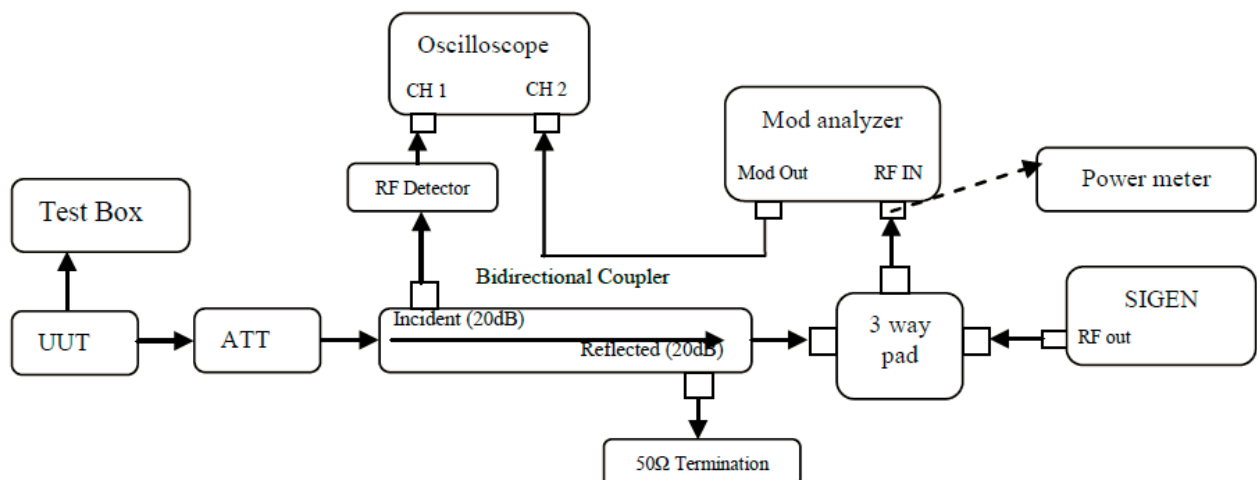 Oscilloscope
CH 1
CH 2
Mod analyzer
Mod Out
RF IN
Power meter
RF Detector
Test Box
Bidirectional Coupler
SIGEN
RF out
UUT
ATT
Incident (20dB)
Reflected (20dB)
3 way
pad
50Ω Termination